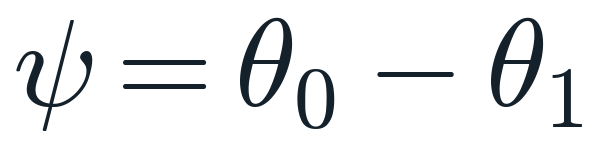 ψ = θ₀ − θ₁